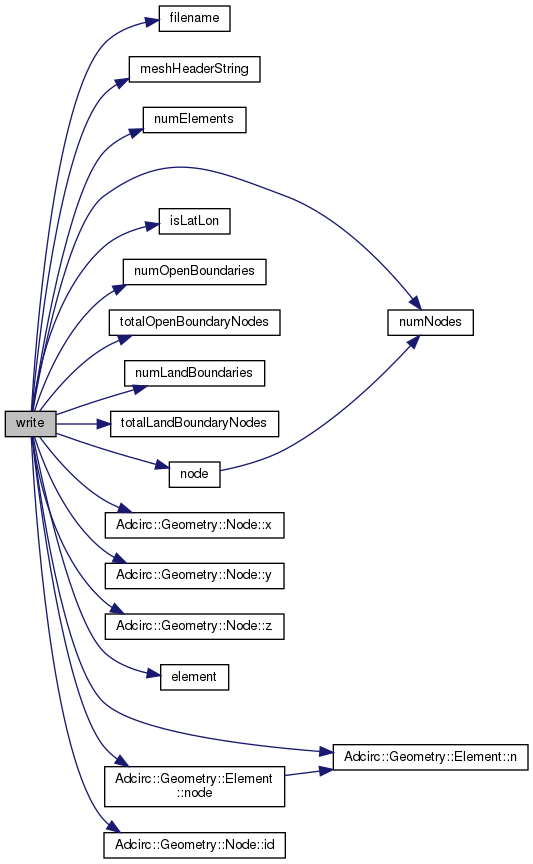 filename
meshHeaderString
numElements
isLatLon
numOpenBoundaries
totalOpenBoundaryNodes
numNodes
numLandBoundaries
write
totalLandBoundaryNodes
node
Adcirc::Geometry::Node::x
Adcirc::Geometry::Node::y
Adcirc::Geometry::Node::z
element
Adcirc::Geometry::Element::n
Adcirc::Geometry::Element
::node
Adcirc::Geometry::Node::id